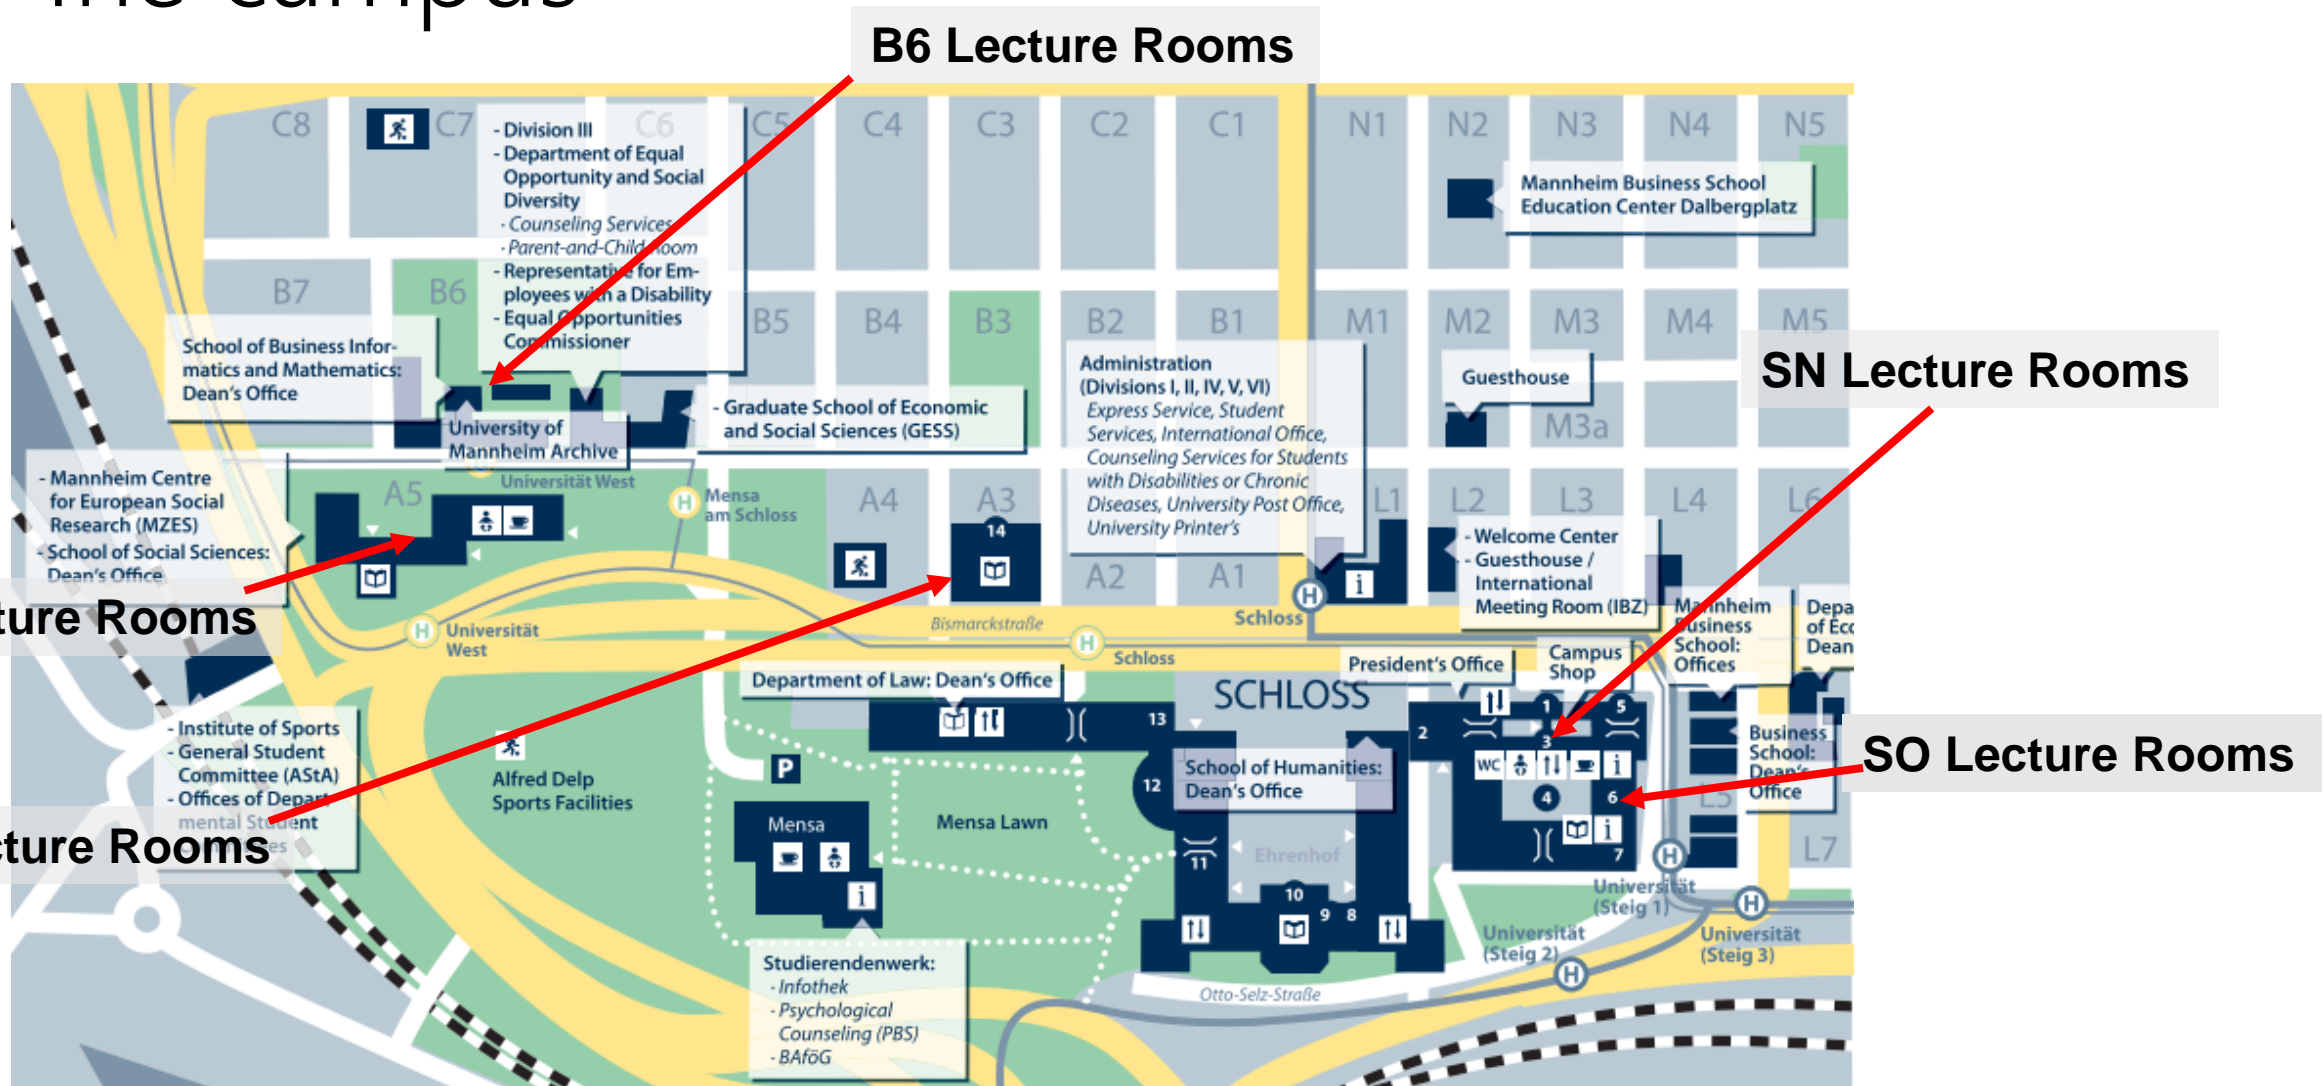 The campus
B6 Lecture Rooms
C8
C7
C6
C5
C4
C3
C2
C1
N1
N2
N3
N4
N5
- Division III
- Department of Equal
Opportunity and Social
Diversity
- Counseling Services
- Parent-and-Child Room
- Representative for Em-
ployees with a Disability
- Equal Opportunities
Commissioner
Mannheim Business School
Education Center Dalbergplatz
B7
B6
B5
B4
B3
B2
B1
M1
M2
M3
M4
M5
School of Business Infor-
matics and Mathematics:
Dean's Office
University of
Mannheim Archive
- Graduate School of Economic
and Social Sciences (GESS)
Administration
(Divisions I, II, IV, V, VI)
Express Service, Student
Services, International Office,
Counseling Services for Students
with Disabilities or Chronic
Diseases, University Post Office,
University Printer's
Guesthouse
M3a
SN Lecture Rooms
- Mannheim Centre
for European Social
Research (MZES)
- School of Social Sciences:
Dean's Office
A5
H
Universität West
H
Mensa
am Schloss
A4
A3
14
A2
A1
L1
L2
L3
L4
L6
i
- Welcome Center
- Guesthouse /
International
Meeting Room (IBZ)
Mannheim
Business
School:
Offices
Depa
of Ec
Dean
ture Rooms
H
Universität
West
Bismarckstraße
H
Schloss
H
Schloss
Department of Law: Dean's Office
SCHLOSS
President's Office
Campus
Shop
- Institute of Sports
- General Student
Committee (AStA)
- Offices of Depart-
mental Student
cture Rooms
Alfred Delp
Sports Facilities
P
Mensa
i
Mensa Lawn
13
12
11
School of Humanities:
Dean's Office
Ehrenhof
10
9
8
2
1
5
3
WC
i
4
6
i
7
Business
School:
Dean's
Office
L5
SO Lecture Rooms
L7
H
Universität
(Steig 1)
H
Universität
(Steig 2)
H
Universität
(Steig 3)
Otto-Selz-Straße
Studierendenwerk:
- Infothek
- Psychological
Counseling (PBS)
- BAföG